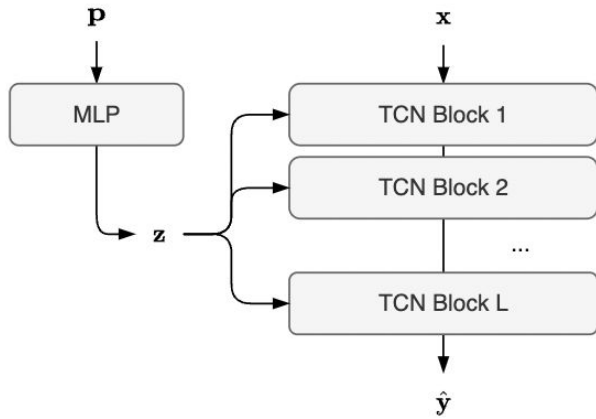 p
x
MLP
TCN Block 1
TCN Block 2
z
...
TCN Block L
ŷ